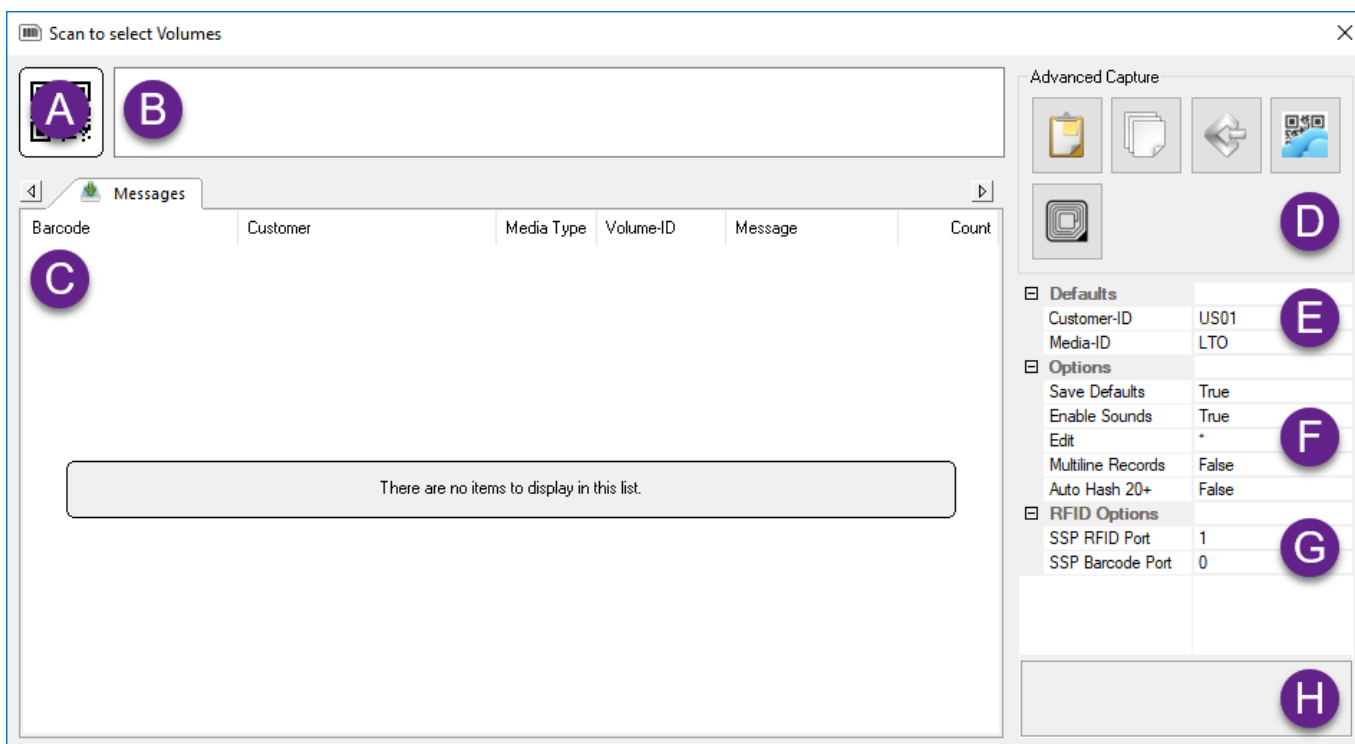 Scan to select Volumes
A
B
Advanced Capture
Messages
Barcode Customer Media Type Volume-ID Message Count
C
D
There are no items to display in this list.
Defaults
Customer-ID US01
E
Media-ID LTO
Options
Save Defaults True
Enable Sounds True
F
Edit *
Multiline Records False
Auto Hash 20+ False
RFID Options
SSP RFID Port 1
G
SSP Barcode Port 0
H